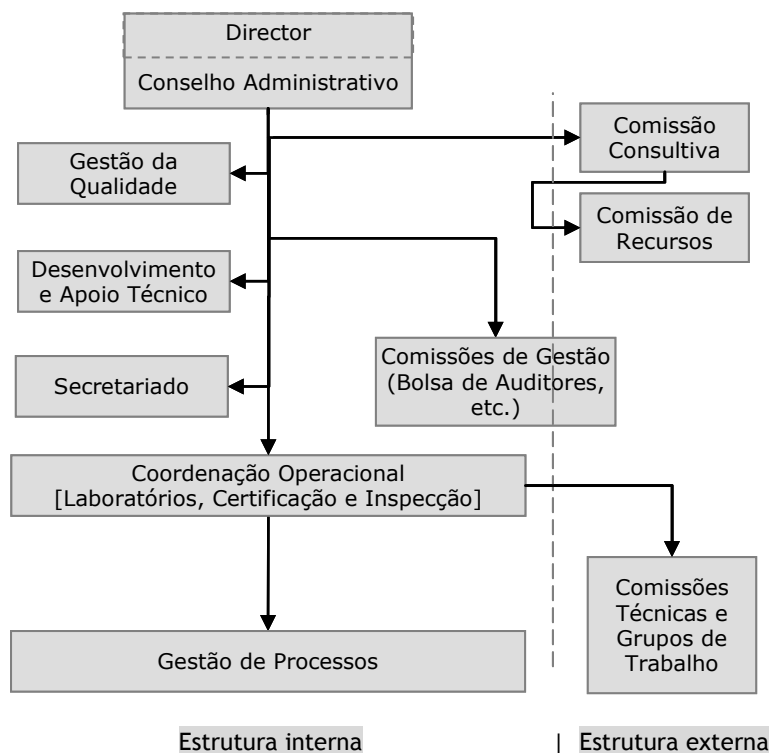 Director
Conselho Administrativo
Comissão
Consultiva
Gestão da
Qualidade
Comissão de
Recursos
Desenvolvimento
e Apoio Técnico
Comissões de Gestão
(Bolsa de Auditores,
etc.)
Secretariado
Coordenação Operacional
[Laboratórios, Certificação e Inspecção]
Comissões
Técnicas e
Grupos de
Trabalho
Gestão de Processos
Estrutura interna | Estrutura externa